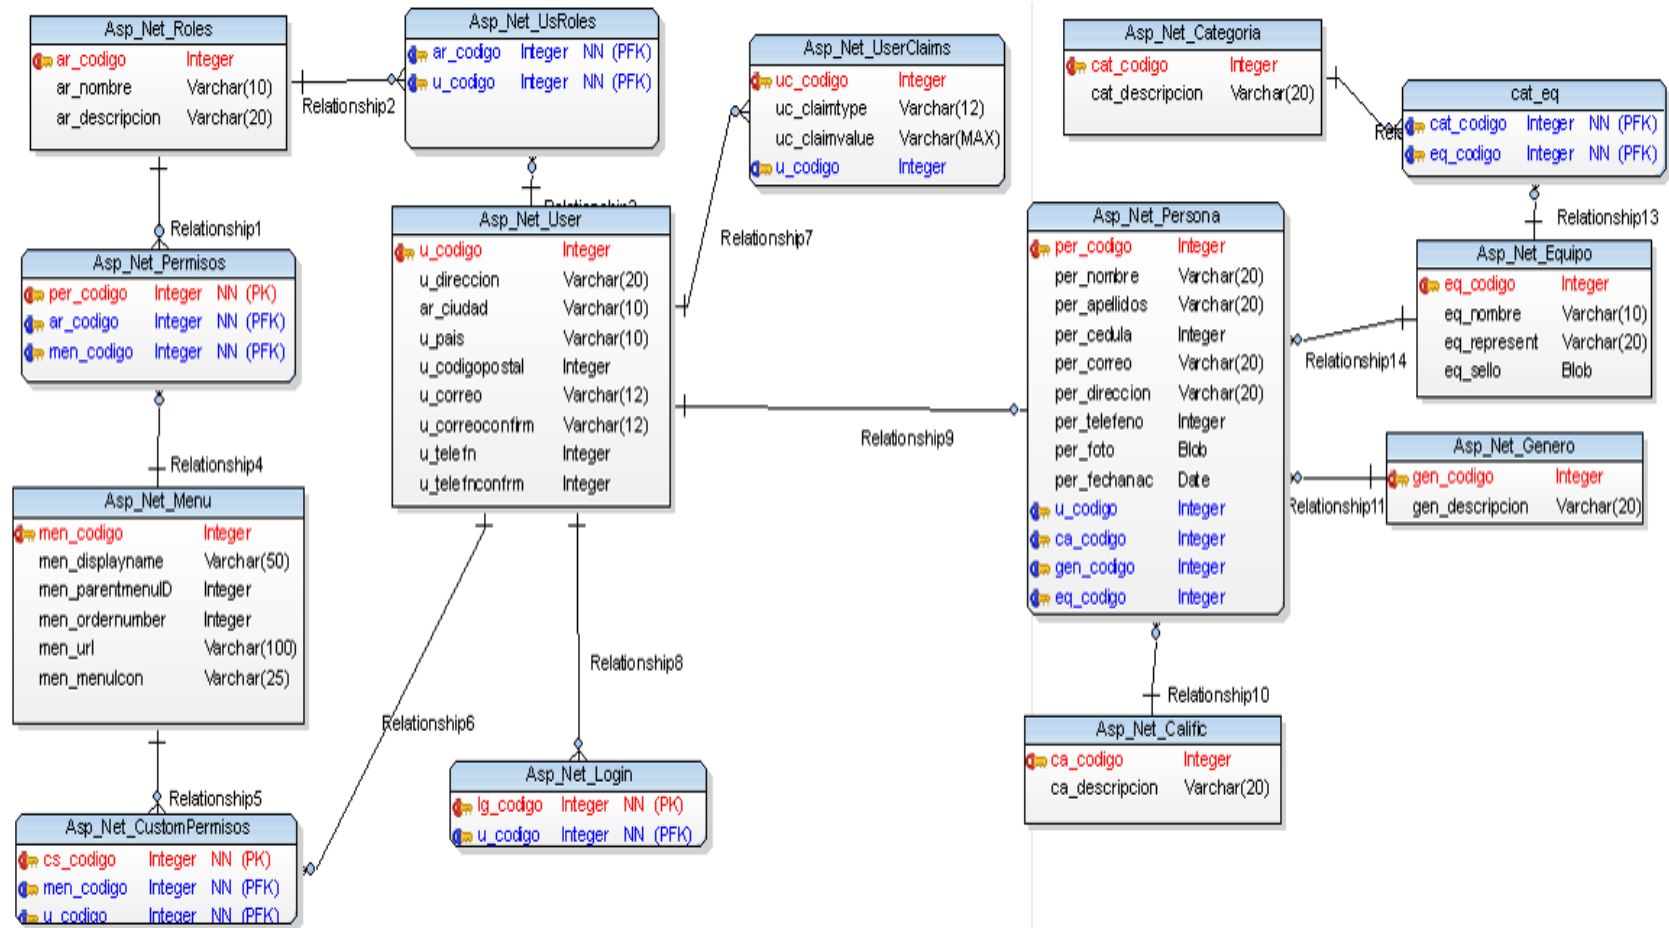 Asp_Net_Roles
ar_codigo Integer
ar_nombre Varchar(10)
ar_descripcion Varchar(20)
Relationship2
Asp_Net_UsRoles
ar_codigo Integer NN (PFK)
u_codigo Integer NN (PFK)
Asp_Net_UserClaims
uc_codigo Integer
uc_claimtype Varchar(12)
uc_claimvalue Varchar(MAX)
u_codigo Integer
Asp_Net_Categoria
cat_codigo Integer
cat_descripcion Varchar(20)
cat_eq
cat_codigo Integer NN (PFK)
eq_codigo Integer NN (PFK)
Relationship1
Relationship7
Relationship13
Asp_Net_Permisos
per_codigo Integer NN (PK)
ar_codigo Integer NN (PFK)
men_codigo Integer NN (PFK)
Asp_Net_User
u_codigo Integer
u_direccion Varchar(20)
ar_ciudad Varchar(10)
u_pais Varchar(10)
u_codigopostal Integer
u_correo Varchar(12)
u_correoconfirm Varchar(12)
u_telefn Integer
u_telefnconfrm Integer
Asp_Net_Persona
per_codigo Integer
per_nombre Varchar(20)
per_apellidos Varchar(20)
per_cedula Integer
per_correo Varchar(20)
per_direccion Varchar(20)
per_telefeno Integer
per_foto Blob
per_fechanac Date
u_codigo Integer
ca_codigo Integer
gen_codigo Integer
eq_codigo Integer
Asp_Net_Equipo
eq_codigo Integer
eq_nombre Varchar(10)
eq_represent Varchar(20)
eq_sello Blob
Relationship14
Relationship9
Asp_Net_Genero
gen_codigo Integer
gen_descripcion Varchar(20)
Relationship11
Relationship4
Asp_Net_Menu
men_codigo Integer
men_displayname Varchar(50)
men_parentmenuID Integer
men_ordernumber Integer
men_url Varchar(100)
men_menuIcon Varchar(25)
Relationship8
Relationship6
Relationship10
Asp_Net_Calific
ca_codigo Integer
ca_descripcion Varchar(20)
Asp_Net_Login
lg_codigo Integer NN (PK)
u_codigo Integer NN (PFK)
Relationship5
Asp_Net_CustomPermisos
cs_codigo Integer NN (PK)
men_codigo Integer NN (PFK)
u_codigo Integer NN (PFK)